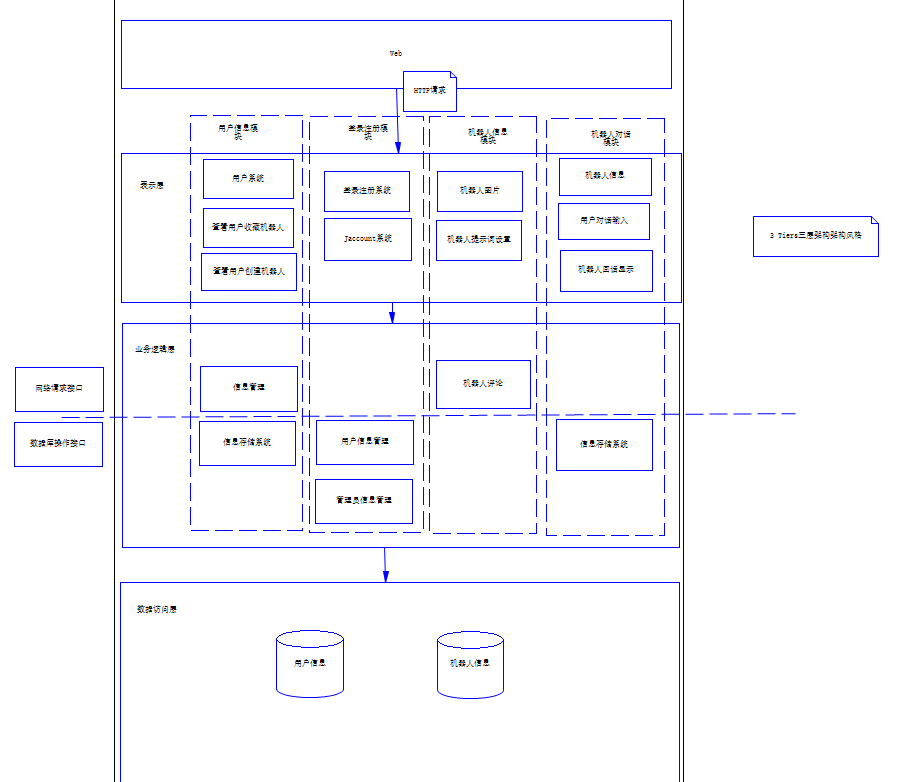 Web
HTTP请求
用户信息模
块
登录注册模
块
机器人信息
模块
机器人对话
模块
表示层
用户系统
登录注册系统
机器人图片
机器人信息
查看用户收藏机器人
Jaccount系统
机器人提示词设置
用户对话输入
查看用户创建机器人
机器人回话显示
3 Tiers三层架构架构风格
业务逻辑层
网络请求接口
信息管理
机器人评论
数据库操作接口
信息存储系统
用户信息管理
信息存储系统
管理员信息管理
数据访问层
用户信息
机器人信息